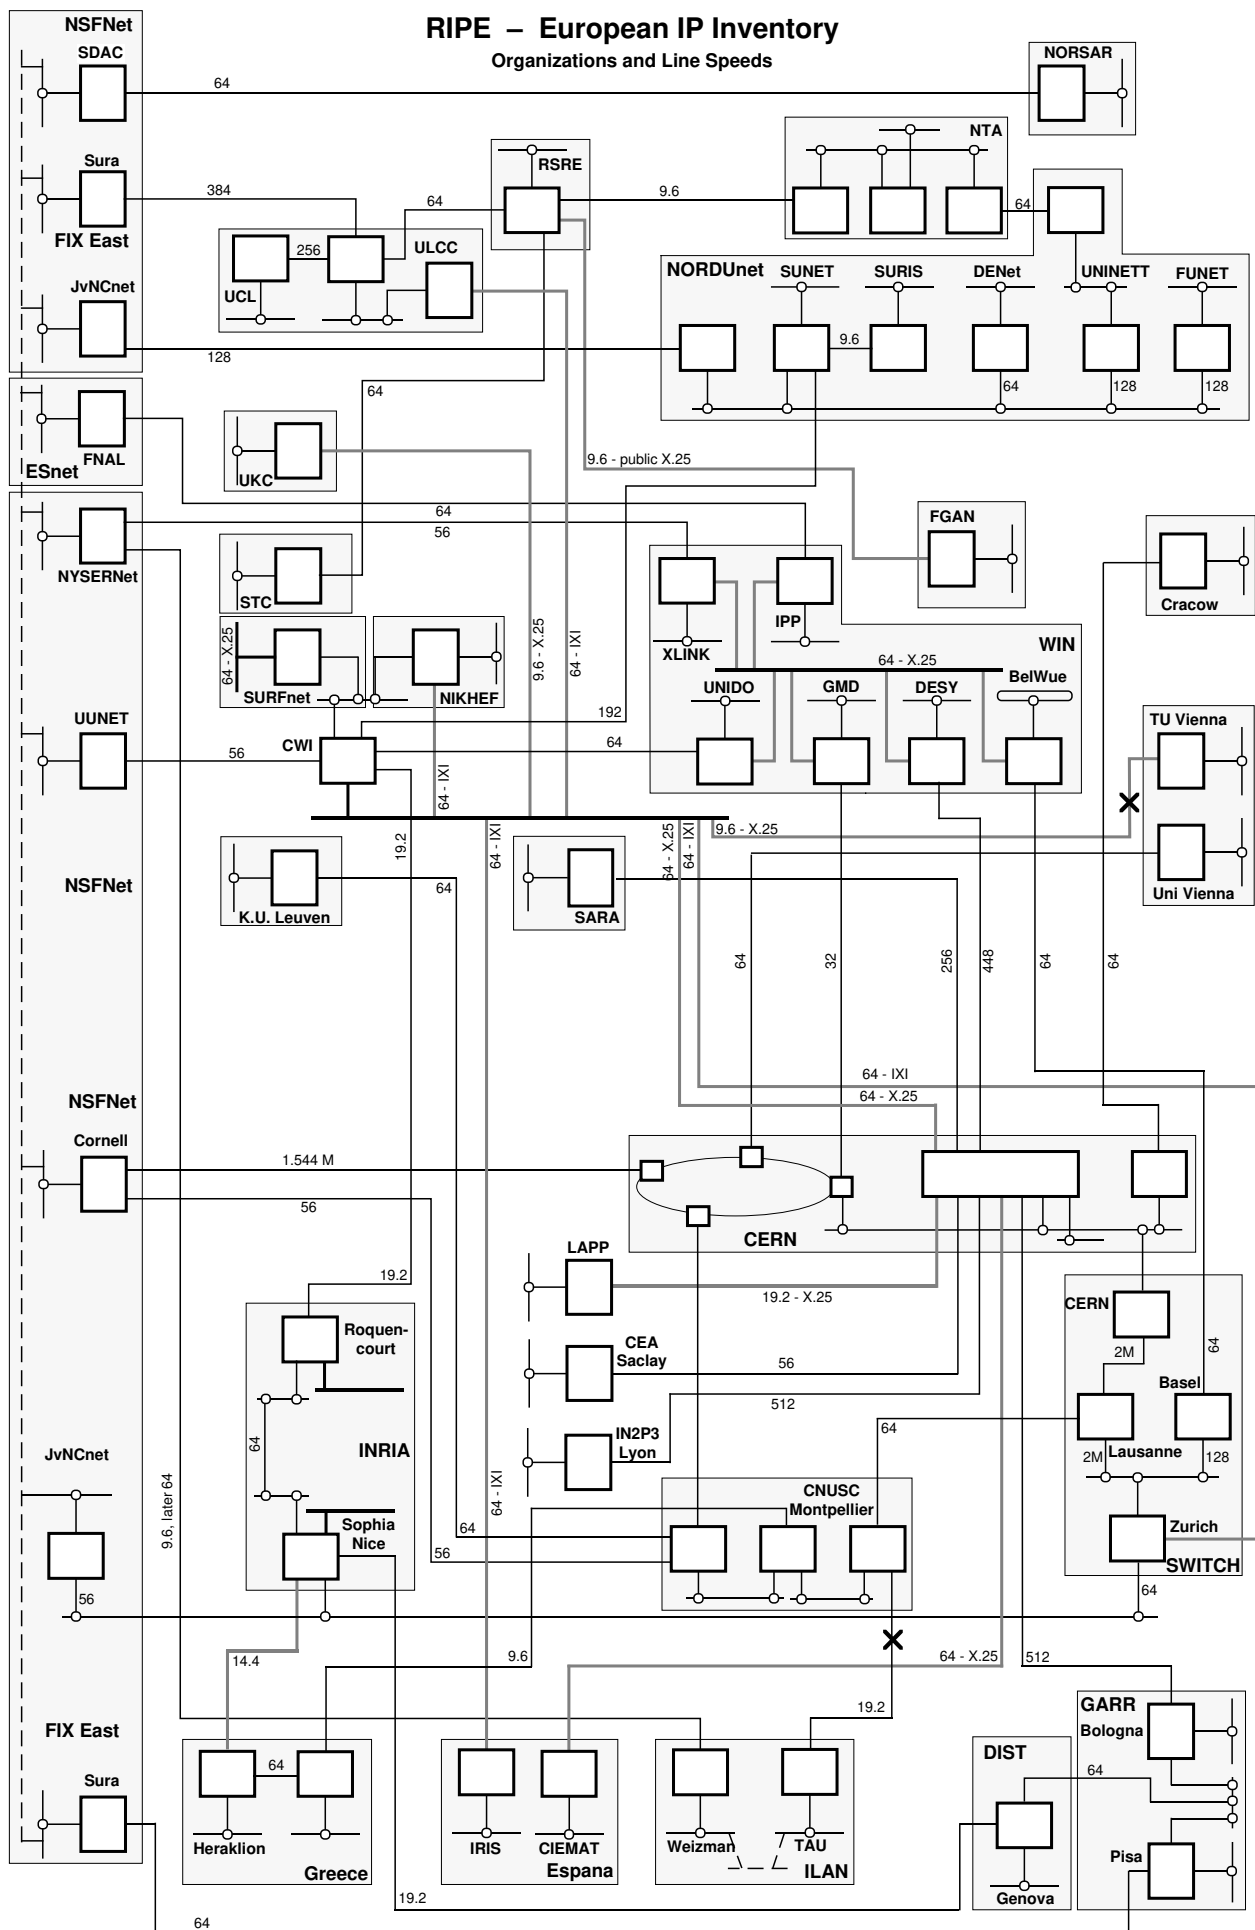 RIPE – European IP Inventory
Organizations and Line Speeds
NSFNet
SDAC
64
NORSAR
Sura
384
FIX East
RSRE
64
9.6
NTA
64
256
ULCC
UCL
NORDUnet
SUNET
SURIS
DENet
UNINETT
FUNET
JvNCnet
128
9.6
64
128
128
64
FNAL
ESnet
UKC
9.6 - public X.25
64
56
NYSERNet
STC
FGAN
Cracow
IPP
XLINK
WIN
64 - X.25
SURFnet
NIKHEF
9.6 - X.25
64 - IXI
64 - X.25
UNIDO
GMD
DESY
BelWue
192
UUNET
56
CWI
64
TU Vienna
64 - IXI
19.2
64 - IXI
64 - X.25
64 - IXI
9.6 - X.25
NSFNet
64
K.U. Leuven
SARA
Uni Vienna
64
32
256
448
64
64
64 - IXI
64 - X.25
NSFNet
Cornell
1.544 M
56
CERN
LAPP
19.2
19.2 - X.25
CERN
Roquen-
court
CEA
Saclay
56
2M
64
Basel
512
64
INRIA
64
IN2P3
Lyon
Lausanne
2M
128
JvNCnet
9.6, later 64
64 - IXI
CNUSC
Montpellier
Sophia
Nice
64
56
Zurich
SWITCH
56
64
14.4
9.6
64 - X.25
512
19.2
FIX East
GARR
Bologna
DIST
Sura
64
64
Heraklion
Greece
IRIS
CIEMAT
Espana
Weizman
TAU
ILAN
Pisa
Genova
19.2
64